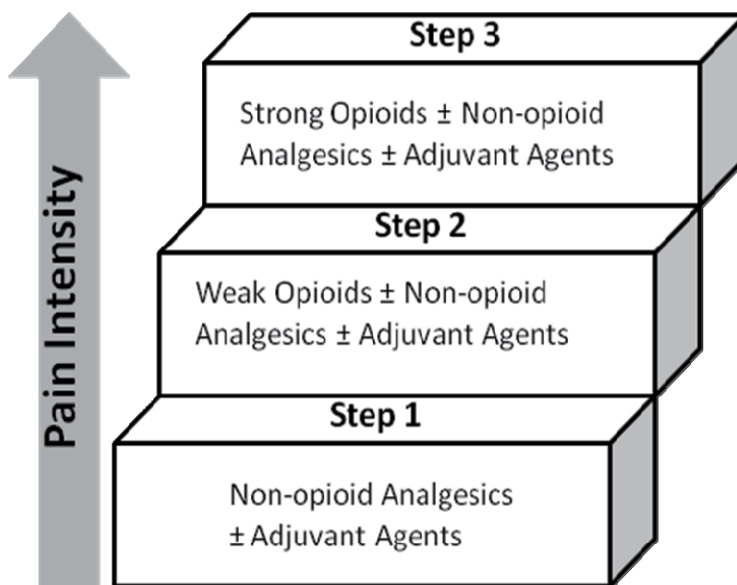 Step 3
Strong Opioids ± Non-opioid
Analgesics ± Adjuvant Agents
Step 2
Weak Opioids ± Non-opioid
Analgesics ± Adjuvant Agents
Step 1
Non-opioid Analgesics
± Adjuvant Agents
Pain Intensity